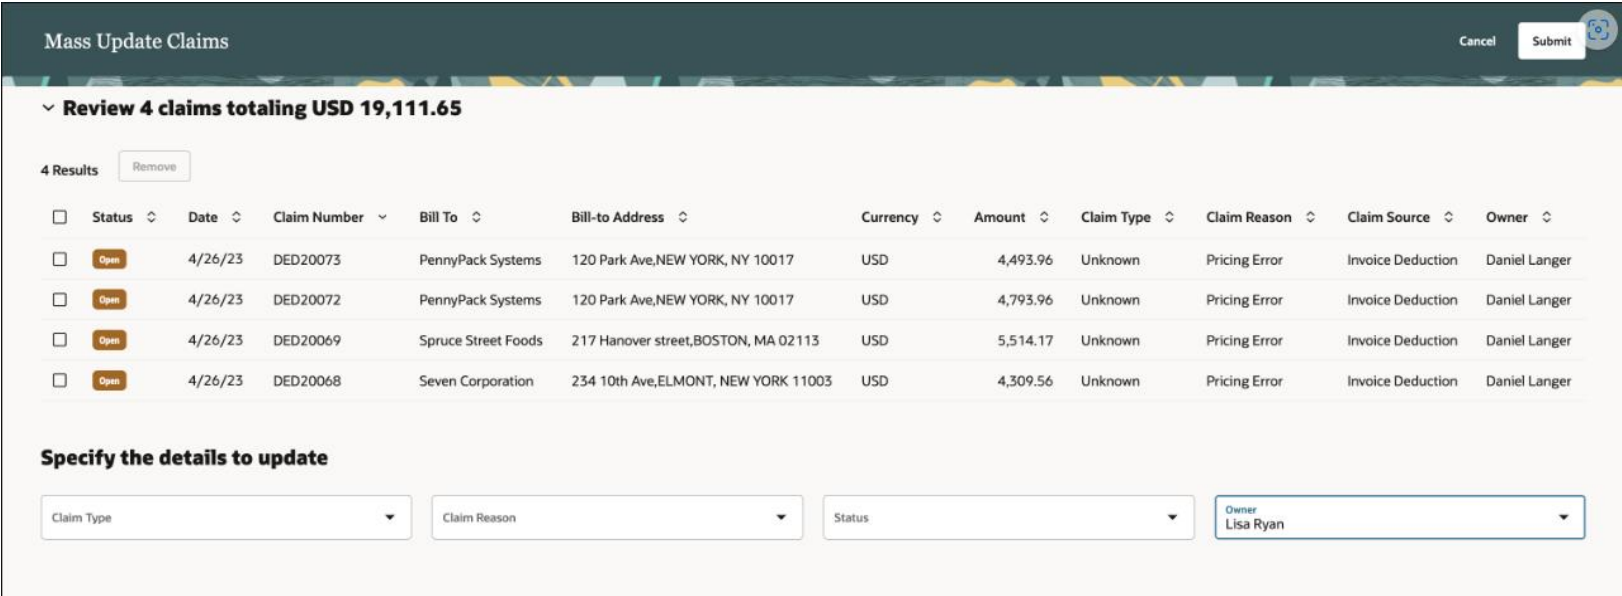 Mass Update Claims
Cancel Submit
Review 4 claims totaling USD 19,111.65
4 Results Remove
Status Date Claim Number Bill To Bill-to Address Currency Amount Claim Type Claim Reason Claim Source Owner
Open 4/26/23 DED20073 PennyPack Systems 120 Park Ave,NEW YORK, NY 10017 USD 4,493.96 Unknown Pricing Error Invoice Deduction Daniel Langer
Open 4/26/23 DED20072 PennyPack Systems 120 Park Ave,NEW YORK, NY 10017 USD 4,793.96 Unknown Pricing Error Invoice Deduction Daniel Langer
Open 4/26/23 DED20069 Spruce Street Foods 217 Hanover street,BOSTON, MA 02113 USD 5,514.17 Unknown Pricing Error Invoice Deduction Daniel Langer
Open 4/26/23 DED20068 Seven Corporation 234 10th Ave,ELMONT, NEW YORK 11003 USD 4,309.56 Unknown Pricing Error Invoice Deduction Daniel Langer
Specify the details to update
Claim Type Claim Reason Status Owner
Lisa Ryan